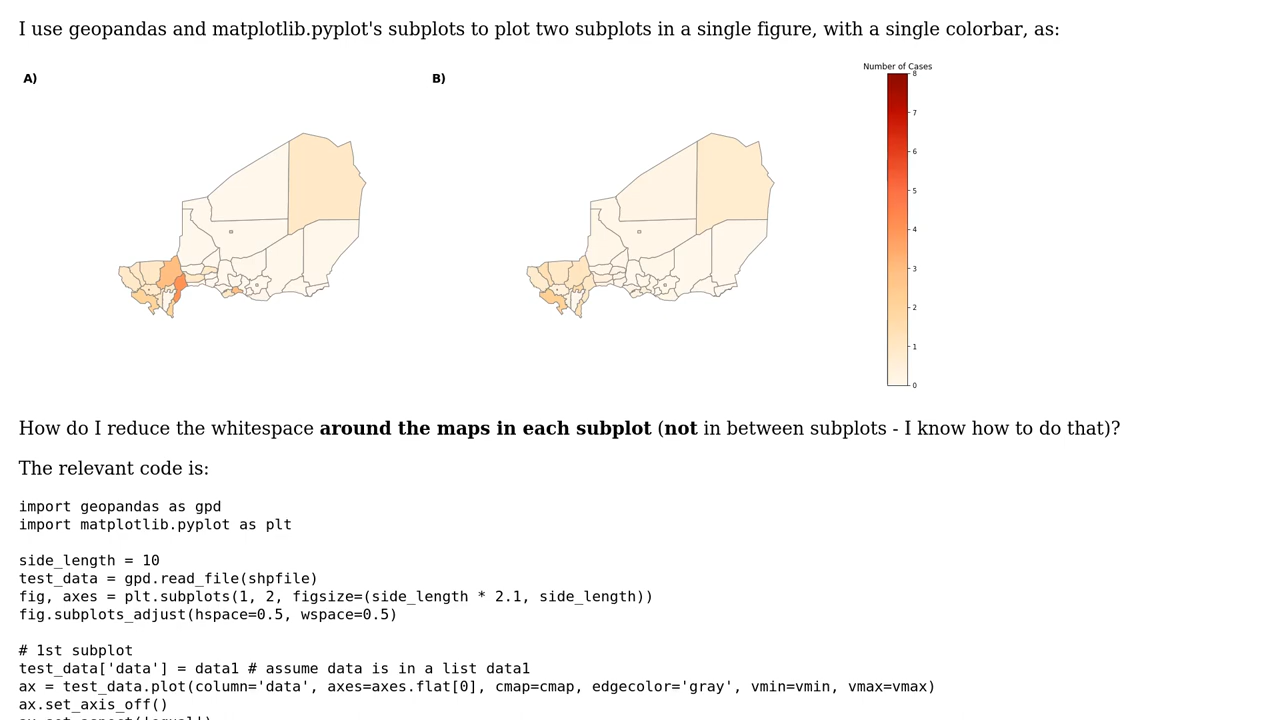 I use geopandas and matplotlib.pyplot's subplots to plot two subplots in a single figure, with a single colorbar, as:
A)
B)
Number of Cases
8
7
6
5
4
3
2
1
0
How do I reduce the whitespace around the maps in each subplot (not in between subplots - I know how to do that)?
The relevant code is:
import geopandas as gpd
import matplotlib.pyplot as plt
side_length = 10
test_data = gpd.read_file(shpfile)
fig, axes = plt.subplots(1, 2, figsize=(side_length * 2.1, side_length))
fig.subplots_adjust(hspace=0.5, wspace=0.5)
# 1st subplot
test_data['data'] = data1 # assume data is in a list data1
ax = test_data.plot(column='data', axes=axes.flat[0], cmap=cmap, edgecolor='gray', vmin=vmin, vmax=vmax)
ax.set_axis_off()